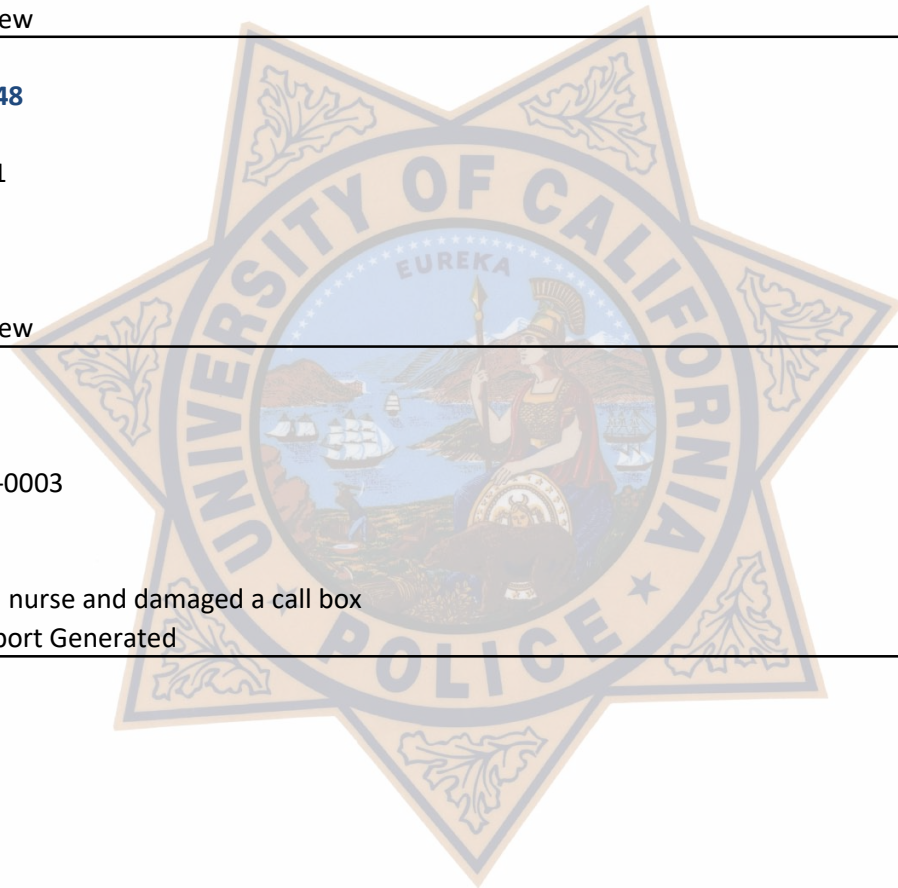 ew
48
1
ew
-0003
nurse and damaged a call box
port Generated
UNIVERSITY OF CALIFORNIA
EUREKA
POLICE